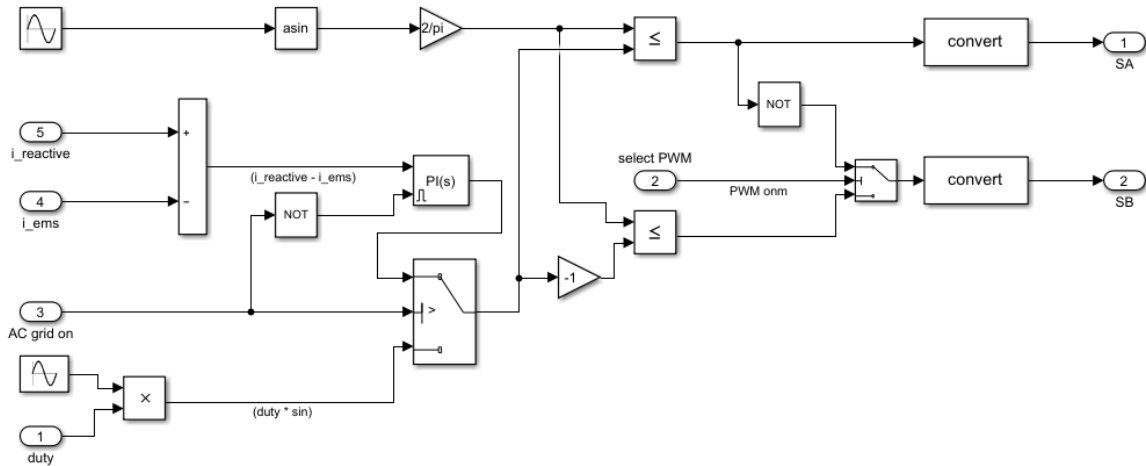 asin
2/pi
≤
convert
1
SA
NOT
5
i_reactive
+
−
(i_reactive - i_ems)
PI(s)
select PWM
2
PWM onm
convert
2
SB
4
i_ems
NOT
≤
-1
3
AC grid on
>
×
(duty * sin)
1
duty